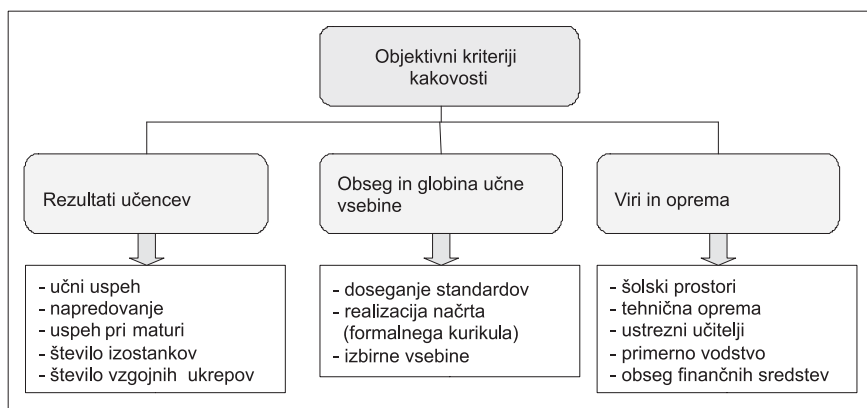 Objektivni kriteriji
kakovosti
Rezultati učencev
- učni uspeh
- napredovanje
- uspeh pri maturi
- število izostankov
- število vzgojnih ukrepov
Obseg in globina učne
vsebine
- doseganje standardov
- realizacija načrta
(formalnega kurikula)
- izbirne vsebine
Viri in oprema
- šolski prostori
- tehnična oprema
- ustrezni učitelji
- primerno vodstvo
- obseg finančnih sredstev